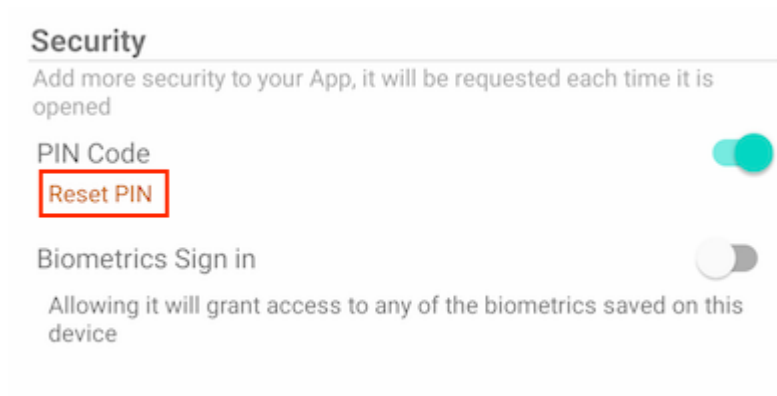 Security
Add more security to your App, it will be requested each time it is
opened
PIN Code
Reset PIN
Biometrics Sign in
Allowing it will grant access to any of the biometrics saved on this
device